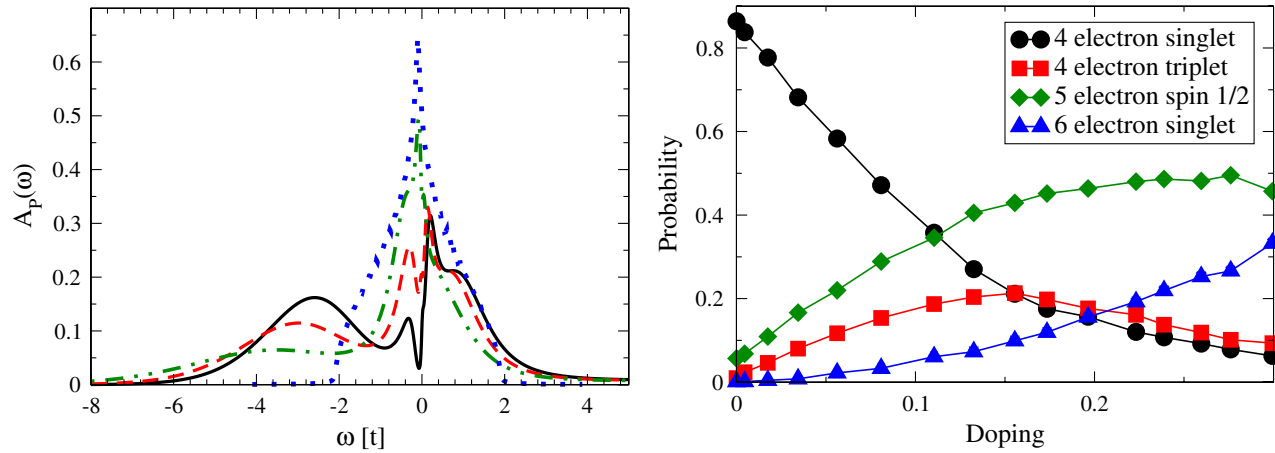 0.6
0.5
0.4
0.3
0.2
0.1
0
A_P(ω)
-8 -6 -4 -2 0 2 4
ω [t]
0.8
0.6
0.4
0.2
0
Probability
4 electron singlet
4 electron triplet
5 electron spin 1/2
6 electron singlet
0 0.1 0.2
Doping